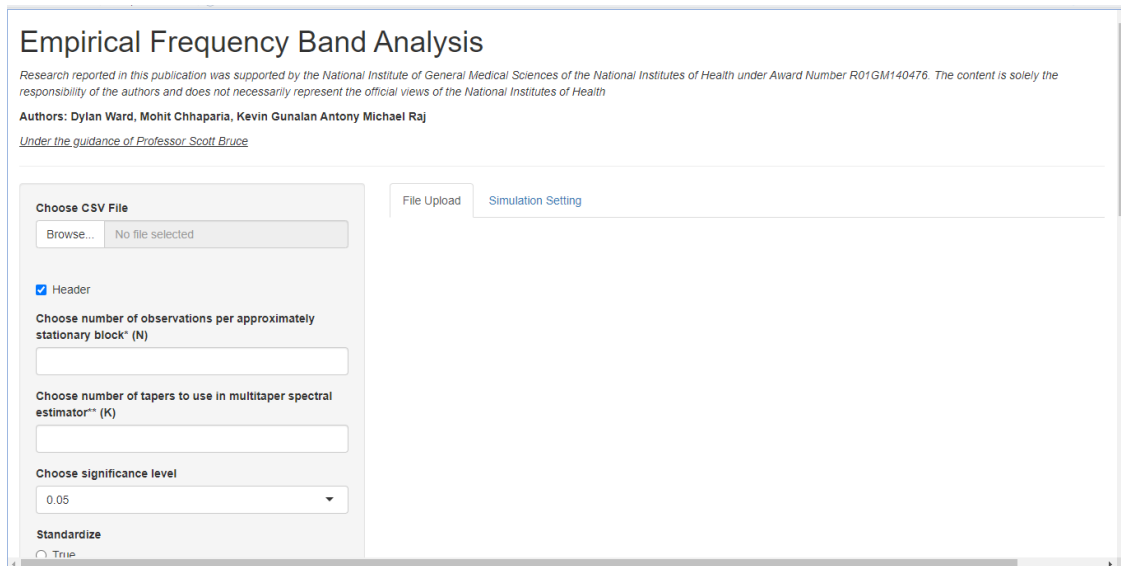 Empirical Frequency Band Analysis
Research reported in this publication was supported by the National Institute of General Medical Sciences of the National Institutes of Health under Award Number R01GM140476. The content is solely the
responsibility of the authors and does not necessarily represent the official views of the National Institutes of Health
Authors: Dylan Ward, Mohit Chhaparia, Kevin Gunalan Antony Michael Raj
Under the guidance of Professor Scott Bruce
File Upload Simulation Setting
Choose CSV File
Browse... No file selected
Header
Choose number of observations per approximately
stationary block* (N)
Choose number of tapers to use in multitaper spectral
estimator** (K)
Choose significance level
0.05
Standardize
True